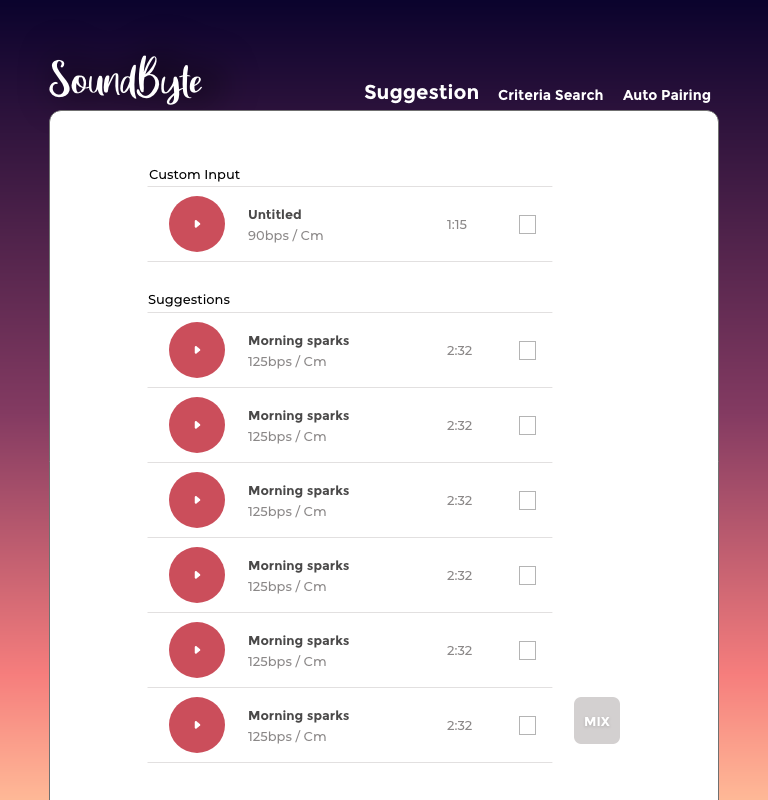 SoundByte
Suggestion Criteria Search Auto Pairing
Custom Input
Untitled
90bps / Cm
1:15
Suggestions
Morning sparks
125bps / Cm
2:32
Morning sparks
125bps / Cm
2:32
Morning sparks
125bps / Cm
2:32
Morning sparks
125bps / Cm
2:32
Morning sparks
125bps / Cm
2:32
Morning sparks
125bps / Cm
2:32
MIX